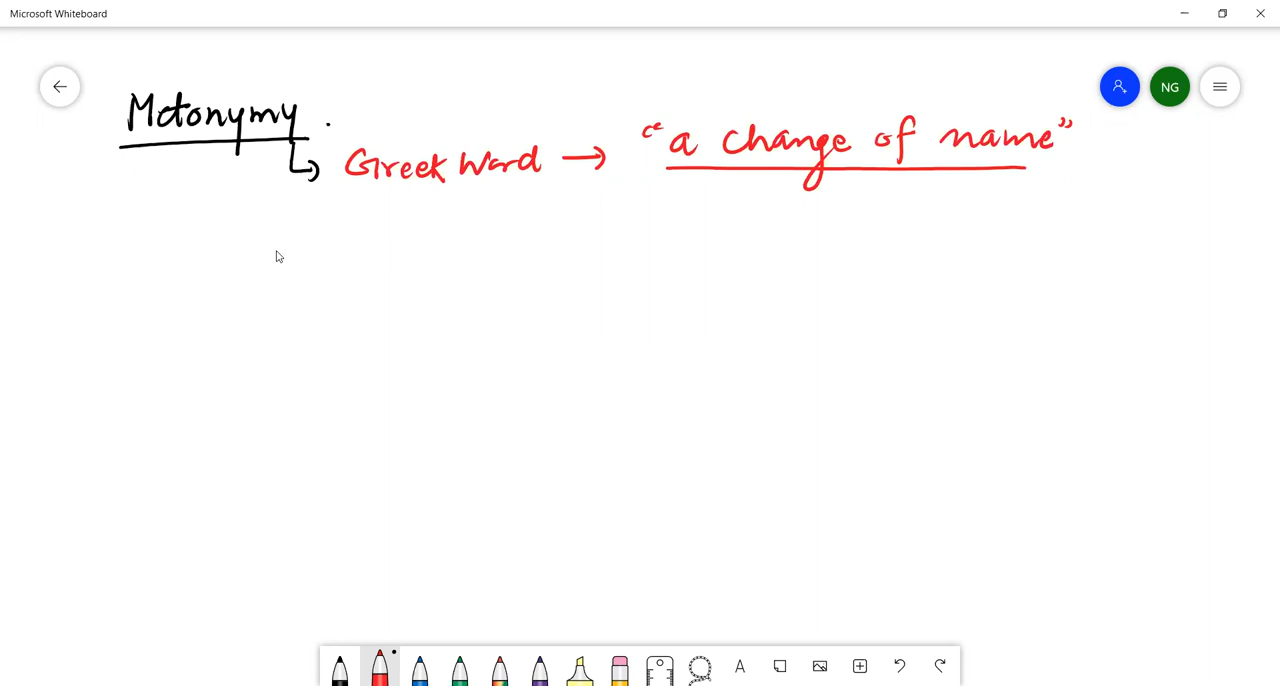 Microsoft Whiteboard
NG
Metonymy .
Greek Word → "a change of name"
A